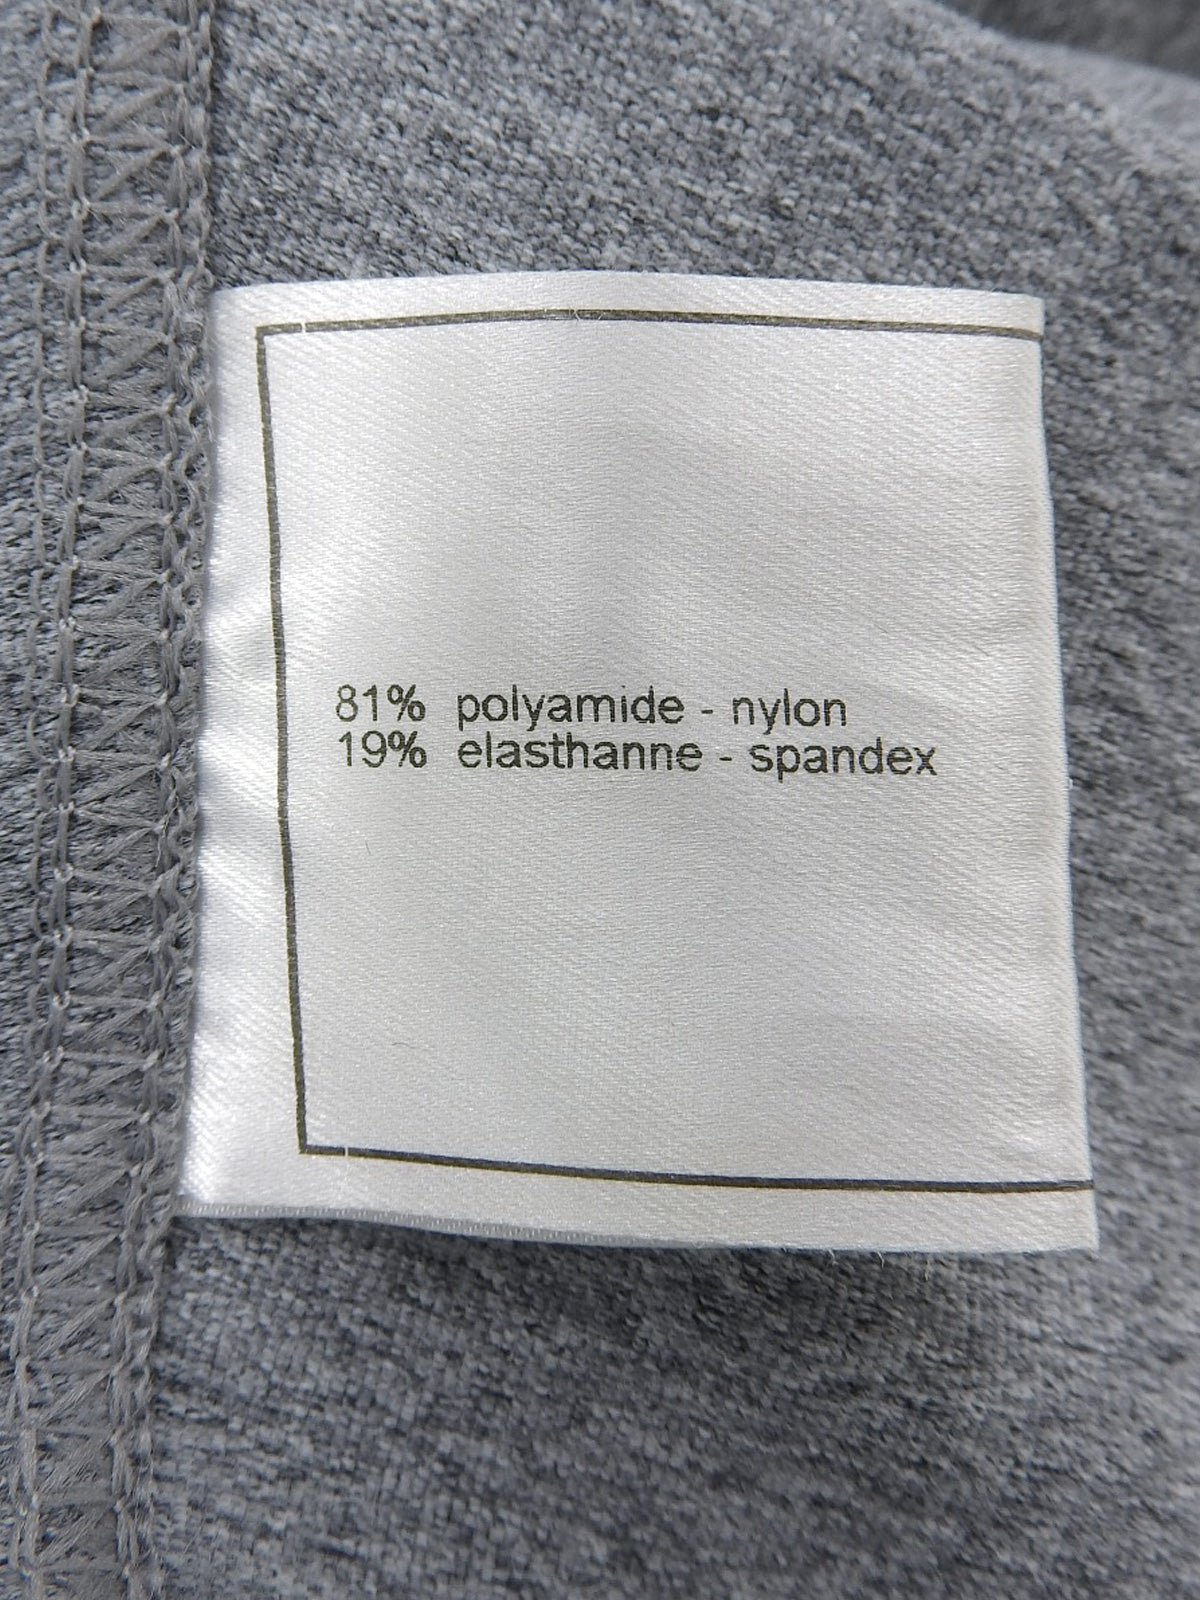 81% polyamide - nylon
19% elasthanne - spandex